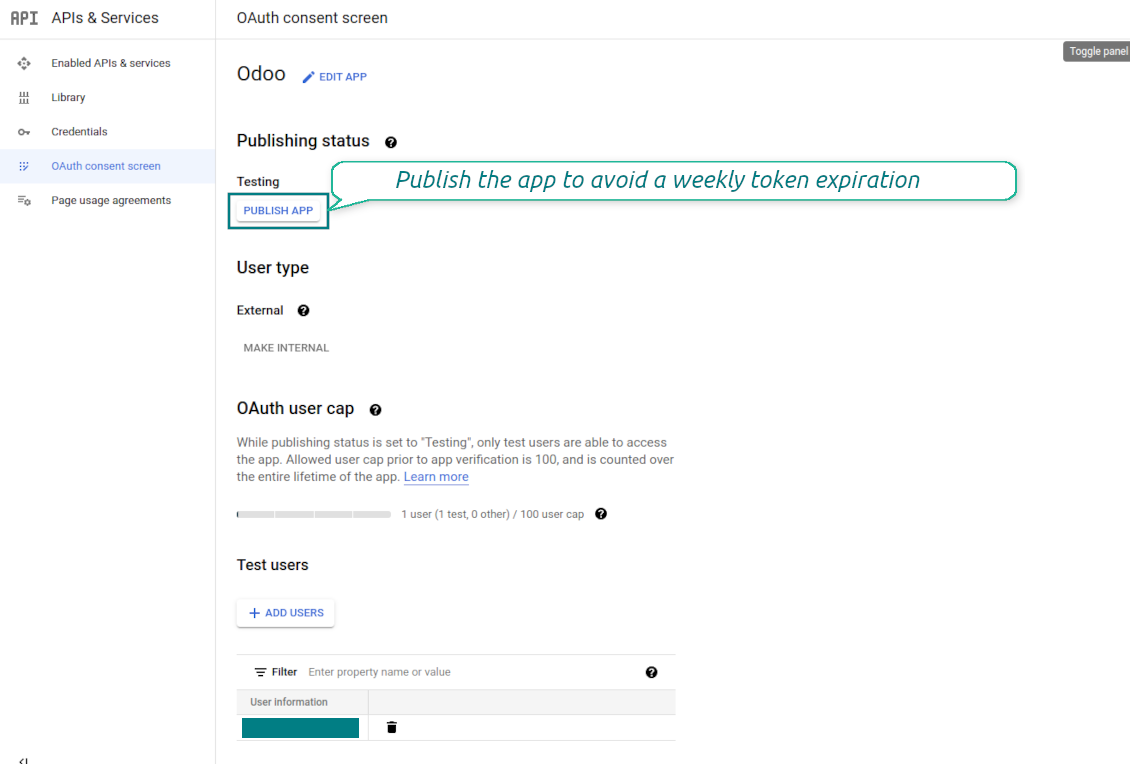 API APIs & Services
OAuth consent screen
Toggle panel
Enabled APIs & services
Library
Credentials
OAuth consent screen
Page usage agreements
Odoo
EDIT APP
Publishing status
Testing
Publish the app to avoid a weekly token expiration
PUBLISH APP
User type
External
MAKE INTERNAL
OAuth user cap
While publishing status is set to "Testing", only test users are able to access
the app. Allowed user cap prior to app verification is 100, and is counted over
the entire lifetime of the app. Learn more
1 user (1 test, 0 other) / 100 user cap
Test users
ADD USERS
Filter Enter property name or value
User information